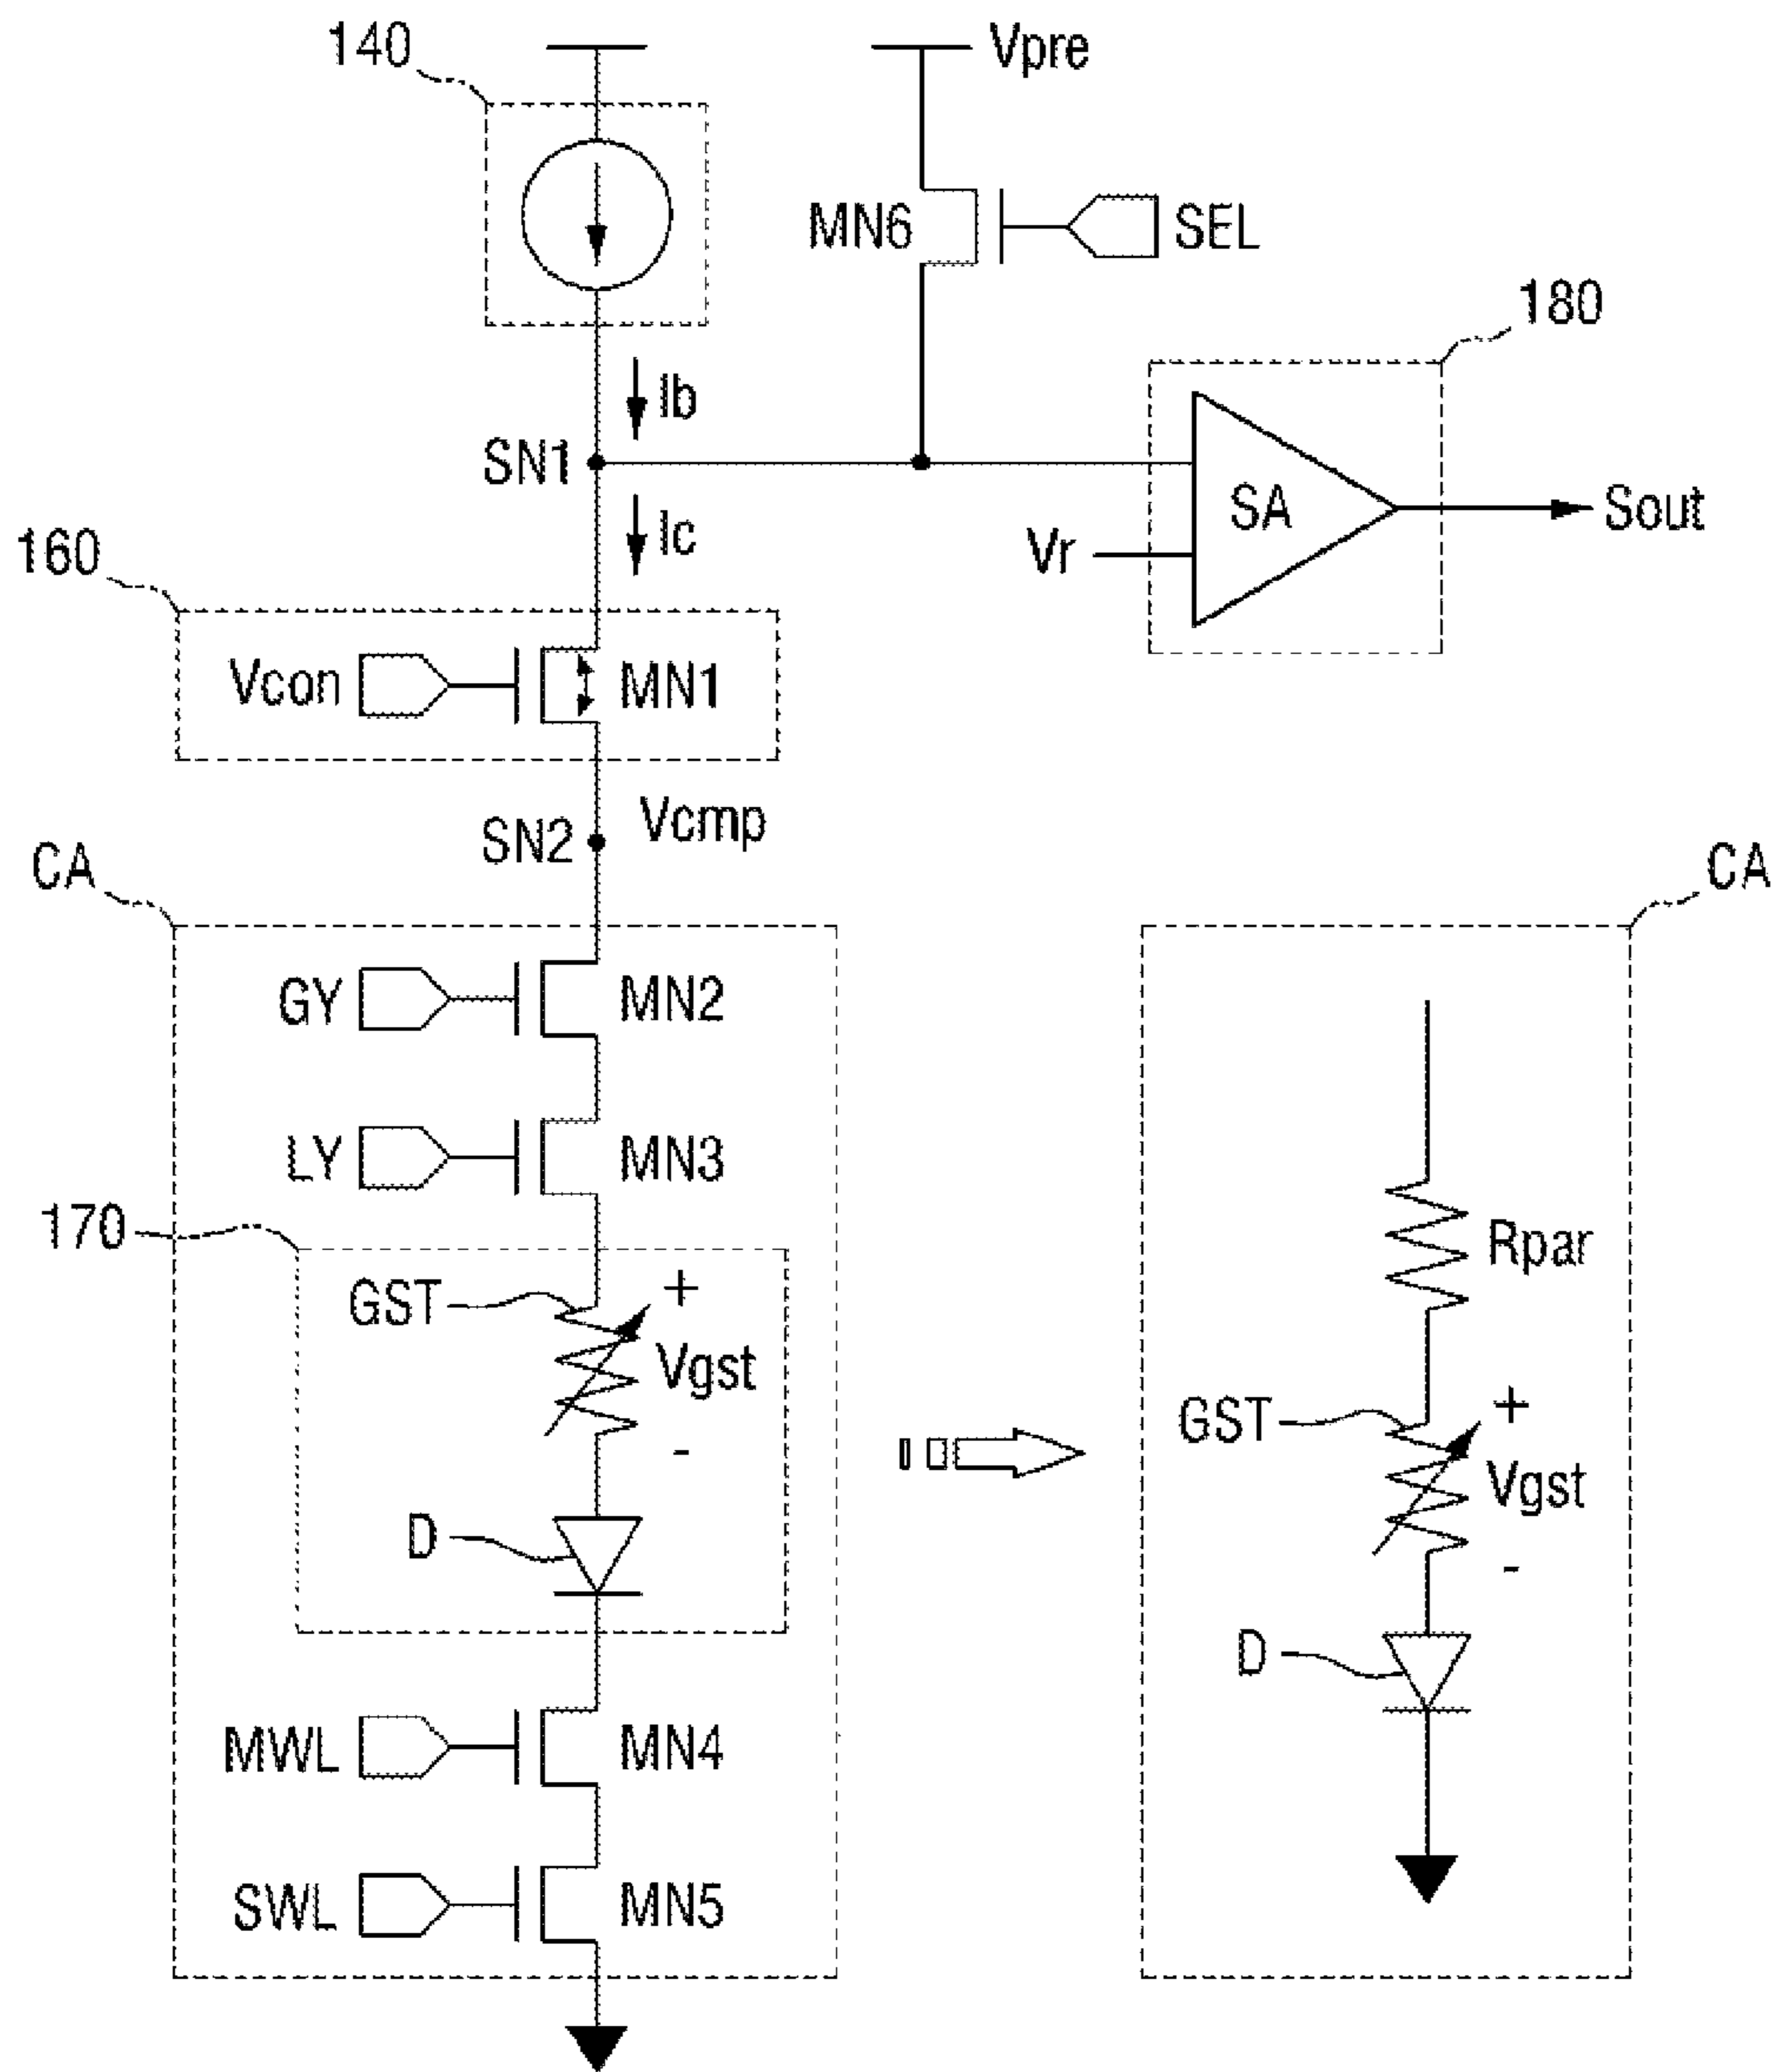 140
Vpre
MN6
SEL
180
Ib
SN1
SA
Sout
Ic
Vr
160
Vcon
MN1
Vcmp
SN2
CA
CA
GY
MN2
LY
MN3
Rpar
170
GST
+
Vgst
-
GST
+
Vgst
-
D
D
MWL
MN4
SWL
MN5